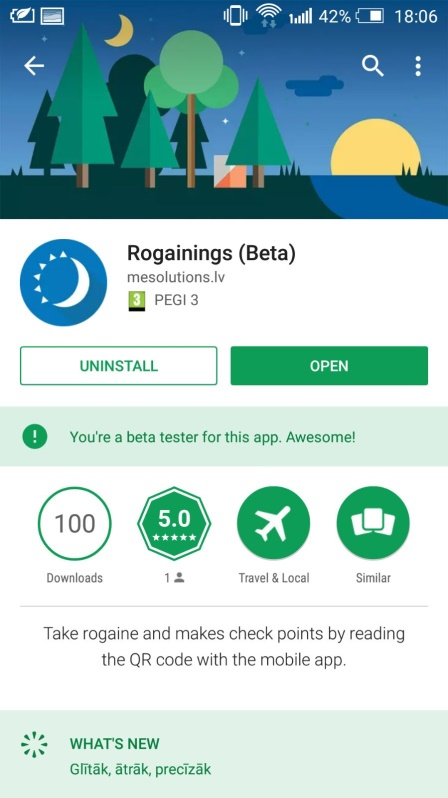 42% 18:06
Rogainings (Beta)
mesolutions.lv
3 PEGI 3
UNINSTALL OPEN
! You're a beta tester for this app. Awesome!
100 5.0
Downloads 1 Travel & Local Similar
Take rogaine and makes check points by reading
the QR code with the mobile app.
WHAT'S NEW
Glītāk, ātrāk, precīzāk